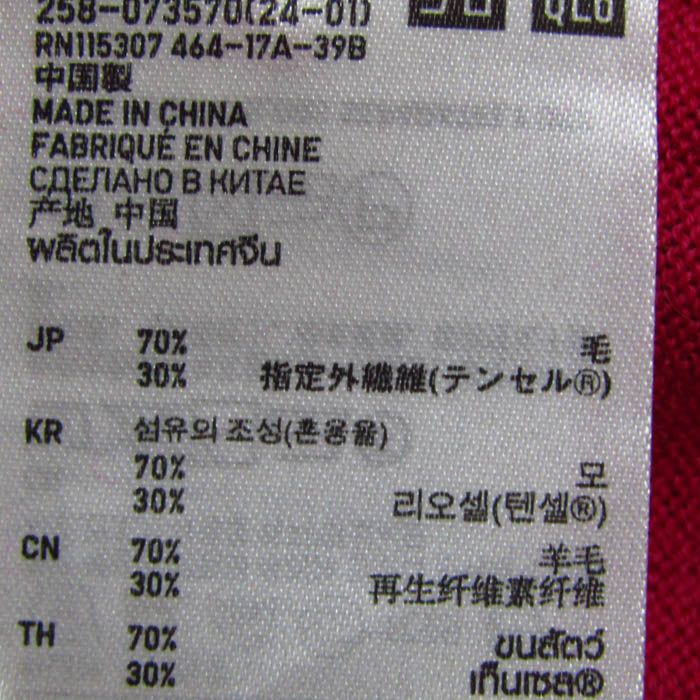 258-073570(24-01)
RN115307 464-17A-39B
中国製
MADE IN CHINA
FABRIQUÉ EN CHINE
СДЕЛАНО В КИТАЕ
产地 中国
ผลิตในประเทศจีน
JP 70% 毛
30% 指定外繊維(テンセル®)
KR 섬유의 조성(혼용율)
70% 모
30% 리오셀(텐셀®)
CN 70% 羊毛
30% 再生纤维素纤维
TH 70% ขนสัตว์
30% เท็นเซล®